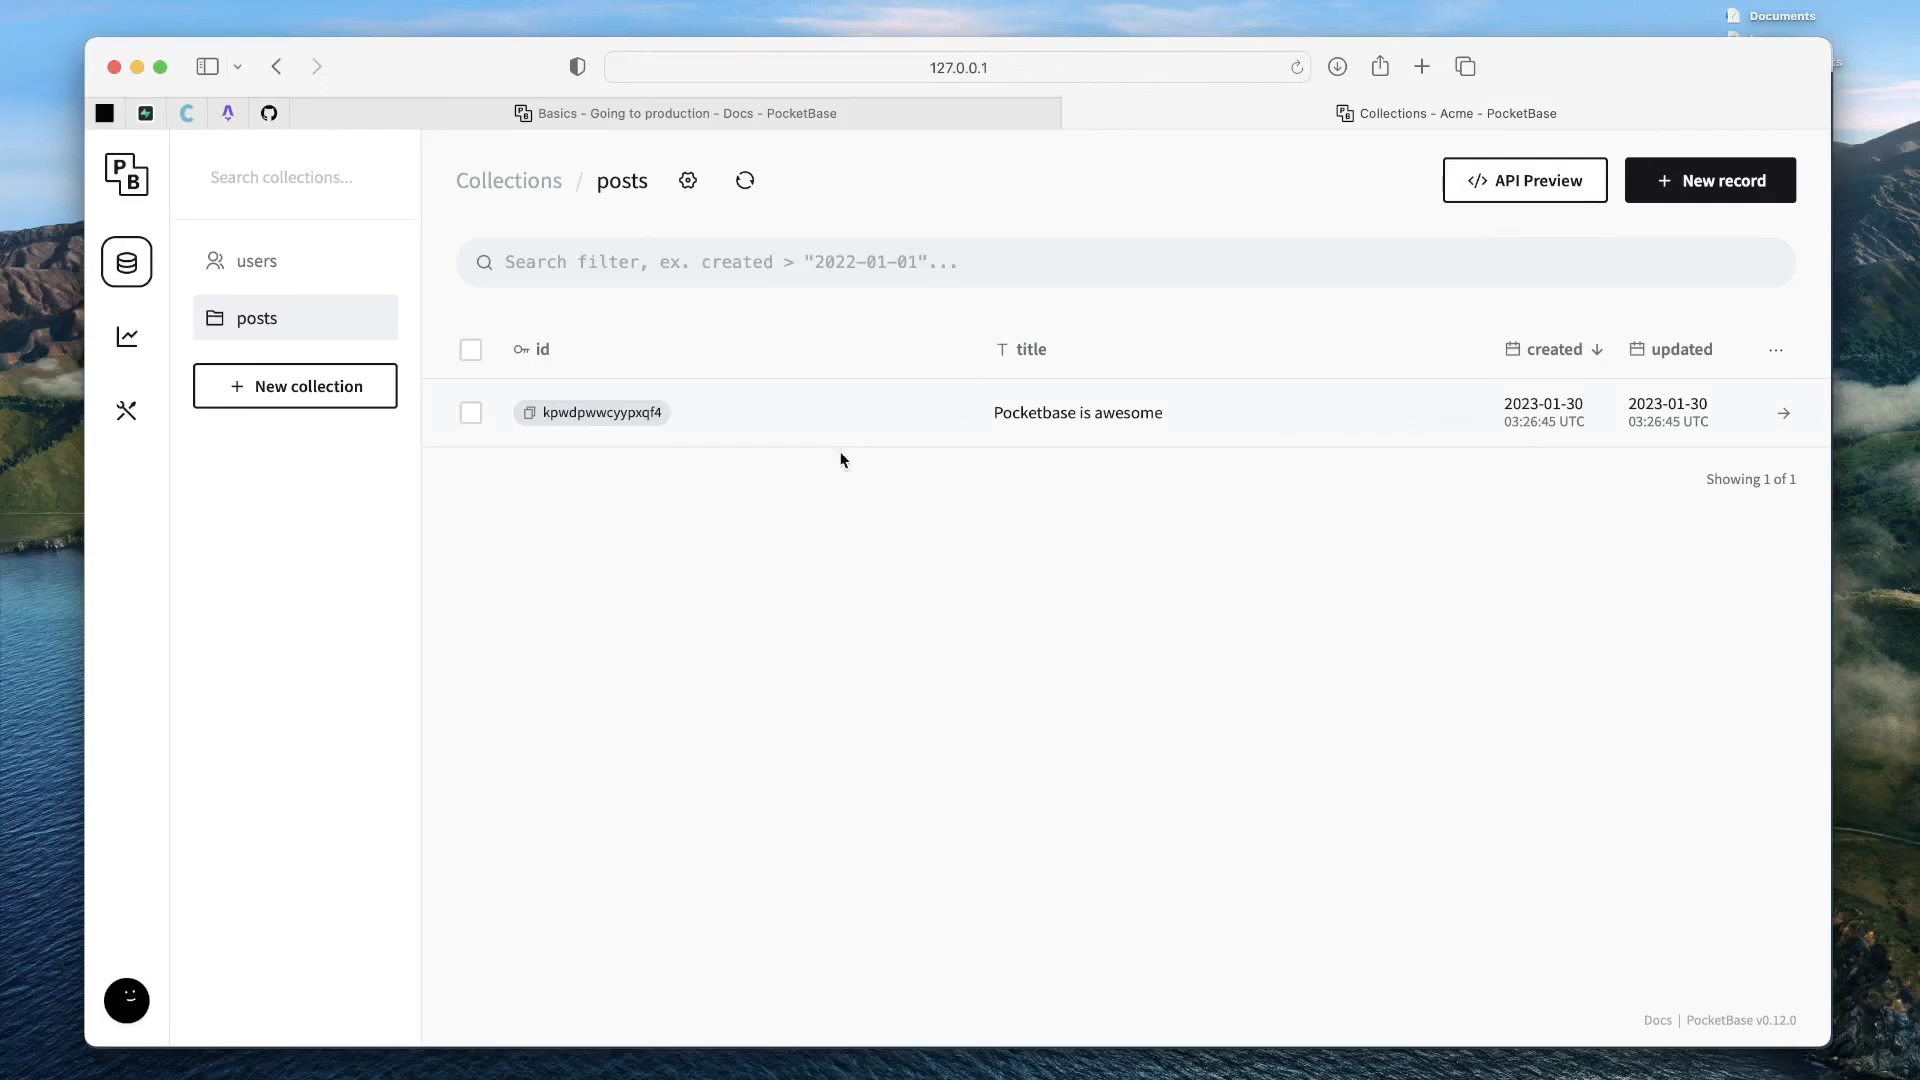 Documents
127.0.0.1
Basics - Going to production - Docs - PocketBase
Collections - Acme - PocketBase
P
B
Search collections...
Collections / posts
</> API Preview
+ New record
users
Search filter, ex. created > "2022-01-01"...
posts
id
title
created
updated
+ New collection
kpwdpwwcyypxqf4
Pocketbase is awesome
2023-01-30
03:26:45 UTC
2023-01-30
03:26:45 UTC
Showing 1 of 1
Docs | PocketBase v0.12.0